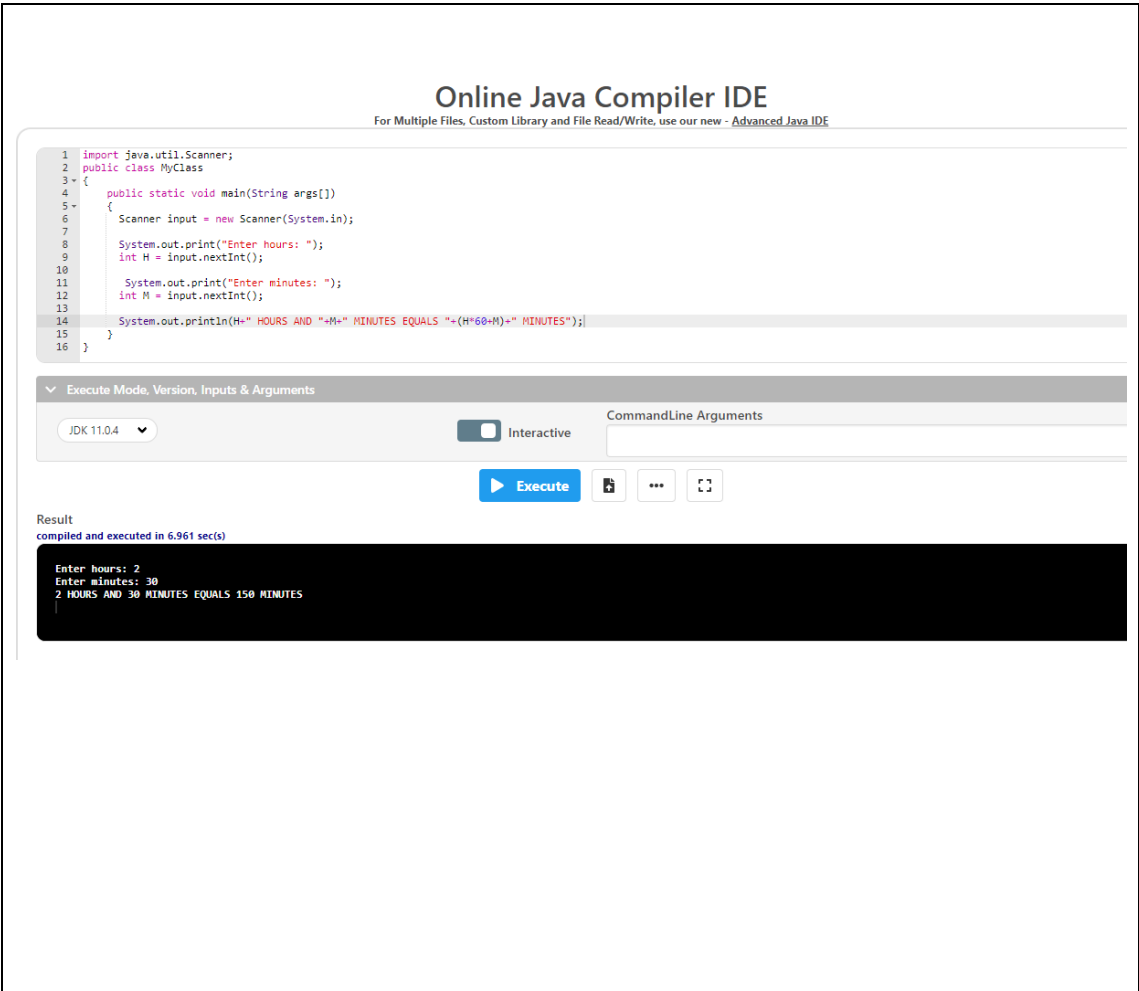 Online Java Compiler IDE
For Multiple Files, Custom Library and File Read/Write, use our new - Advanced Java IDE
1 import java.util.Scanner;
2 public class MyClass
3 {
4 public static void main(String args[])
5 {
6 Scanner input = new Scanner(System.in);
7
8 System.out.print("Enter hours: ");
9 int H = input.nextInt();
10
11 System.out.print("Enter minutes: ");
12 int M = input.nextInt();
13
14 System.out.println(H+" HOURS AND "+M+" MINUTES EQUALS "+(H*60+M)+" MINUTES");
15 }
16 }
Execute Mode, Version, Inputs & Arguments
CommandLine Arguments
JDK 11.0.4
Interactive
Execute
Result
compiled and executed in 6.961 sec(s)
Enter hours: 2
Enter minutes: 30
2 HOURS AND 30 MINUTES EQUALS 150 MINUTES